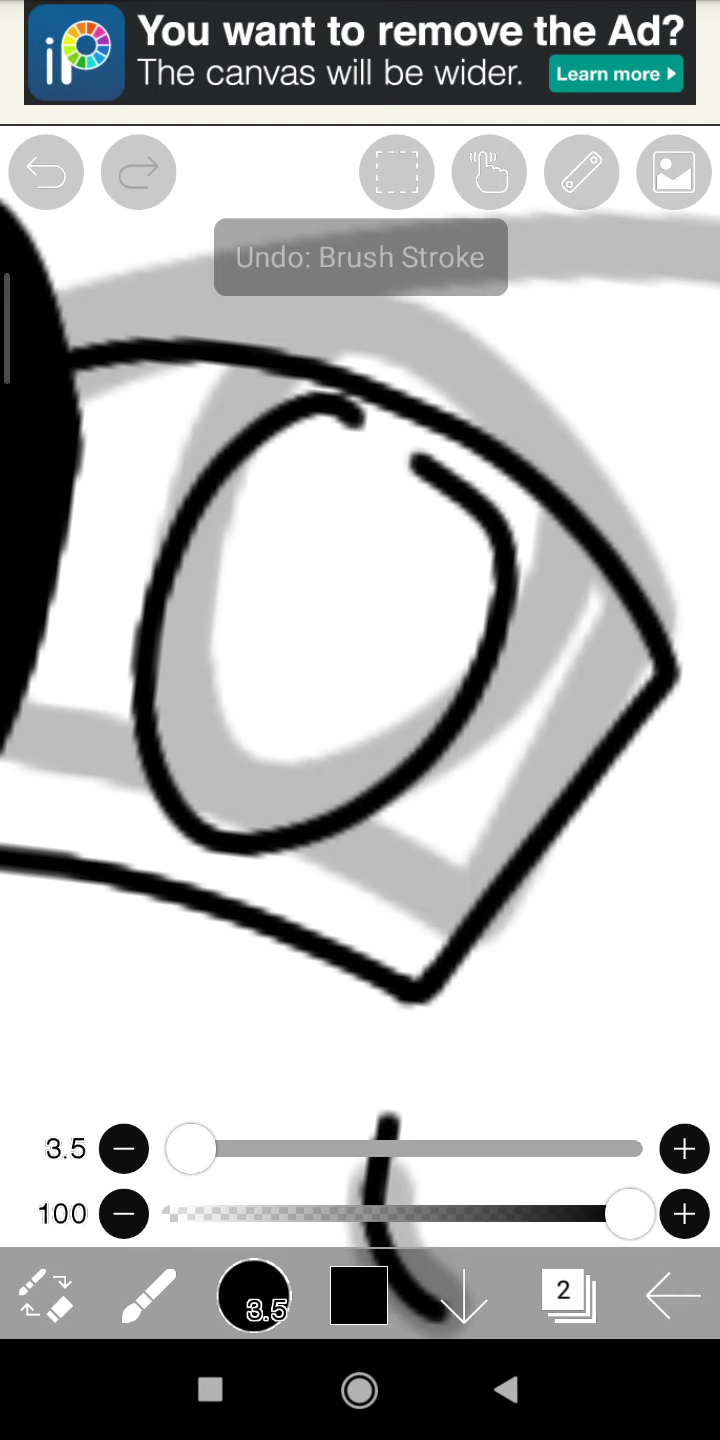 iP
You want to remove the Ad?
The canvas will be wider.
Learn more
Undo: Brush Stroke
3.5
100
3.5
2